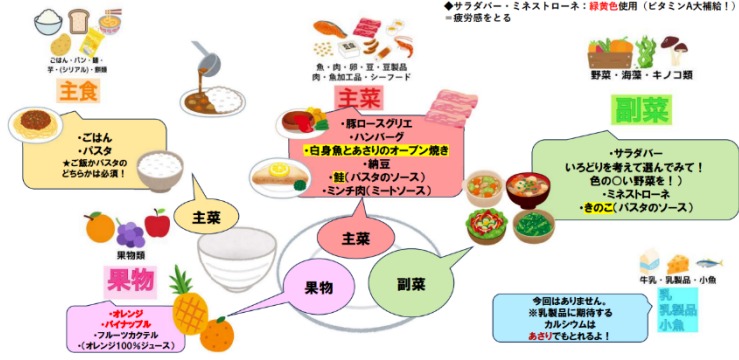 ◆サラダバー・ミネストローネ:緑黄色使用(ビタミンA大補給!)
=疲労感をとる
ごはん・パン・麺・
芋・(シリアル)・餅類
主食
・ごはん
・パスタ
★ご飯かパスタの
どちらかは必須!
魚・肉・卵・豆・豆製品
肉・魚加工品・シーフード
主菜
・豚ロースグリエ
・ハンバーグ
・白身魚とあさりのオーブン焼き
・納豆
・鮭(パスタのソース)
・ミンチ肉(ミートソース)
野菜・海藻・キノコ類
副菜
・サラダバー
いろどりを考えて選んでみて!
色の〇い野菜を!)
・ミネストローネ
・きのこ(パスタのソース)
主菜
主菜
果物
副菜
果物類
果物
・オレンジ
・パイナップル
・フルーツカクテル
・(オレンジ100%ジュース)
牛乳・乳製品・小魚
乳
乳製品
小魚
今回はありません。
※乳製品に期待する
カルシウムは
あさりでもとれるよ!